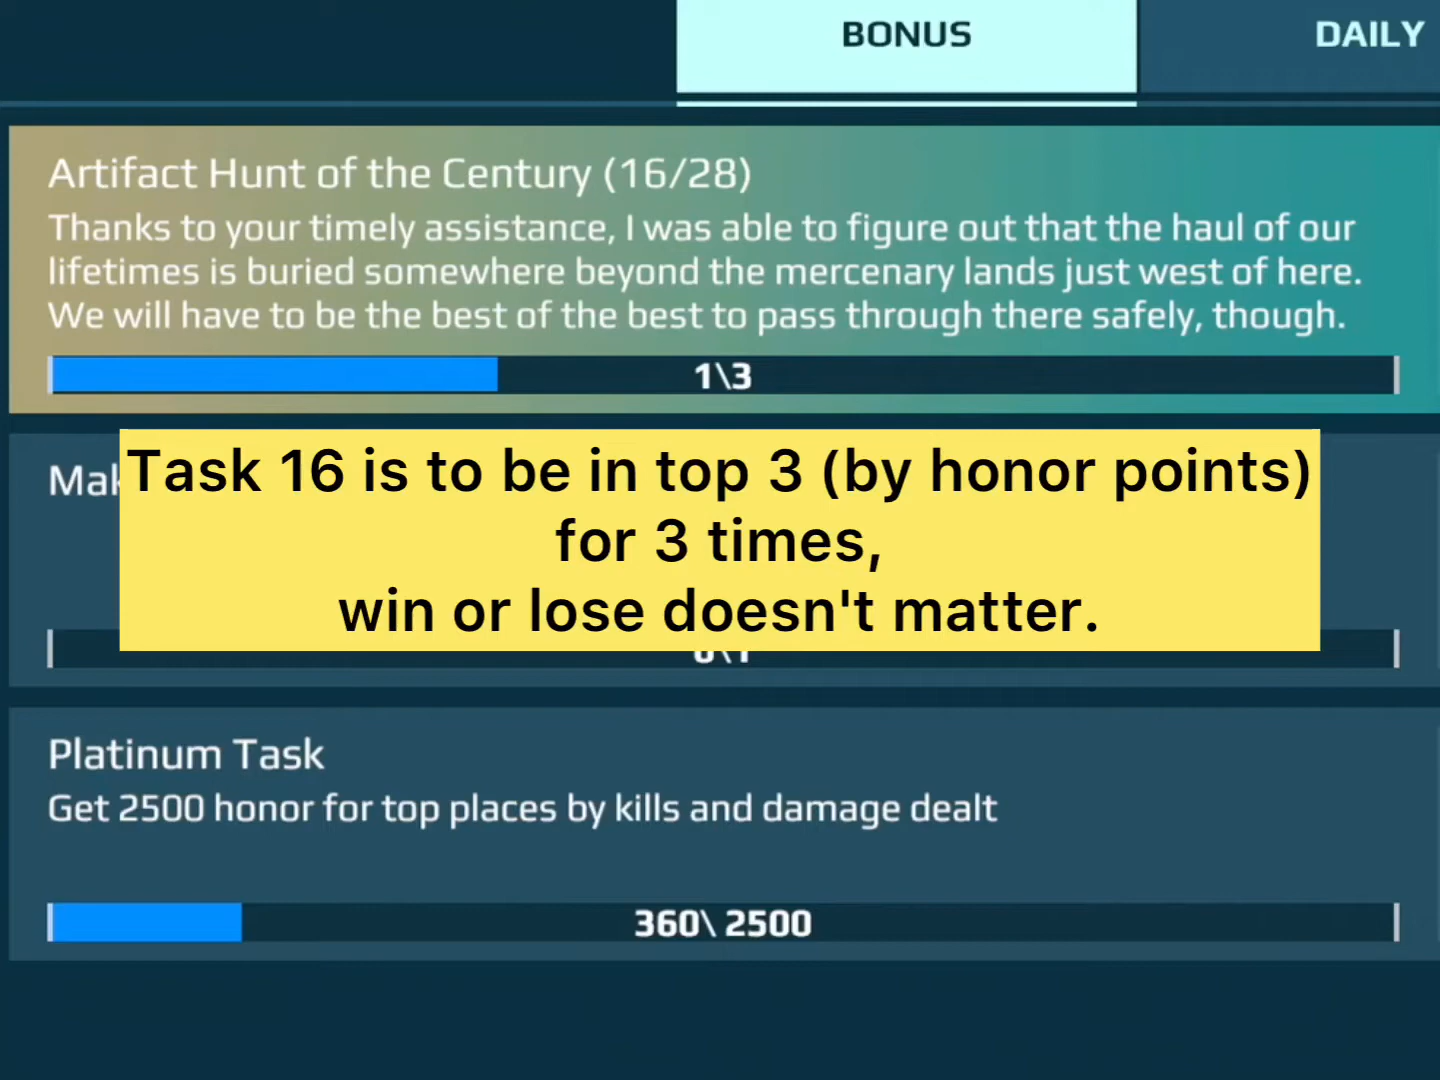 BONUS
DAILY
Artifact Hunt of the Century (16/28)
Thanks to your timely assistance, I was able to figure out that the haul of our
lifetimes is buried somewhere beyond the mercenary lands just west of here.
We will have to be the best of the best to pass through there safely, though.
1\3
Task 16 is to be in top 3 (by honor points)
for 3 times,
win or lose doesn't matter.
Platinum Task
Get 2500 honor for top places by kills and damage dealt
360\ 2500